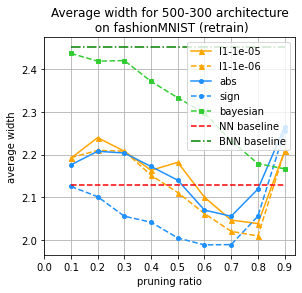 Average width for 500-300 architecture
on fashionMNIST (retrain)
l1-1e-05
l1-1e-06
abs
sign
bayesian
NN baseline
BNN baseline
average width
2.4
2.3
2.2
2.1
2.0
0.0 0.1 0.2 0.3 0.4 0.5 0.6 0.7 0.8 0.9
pruning ratio